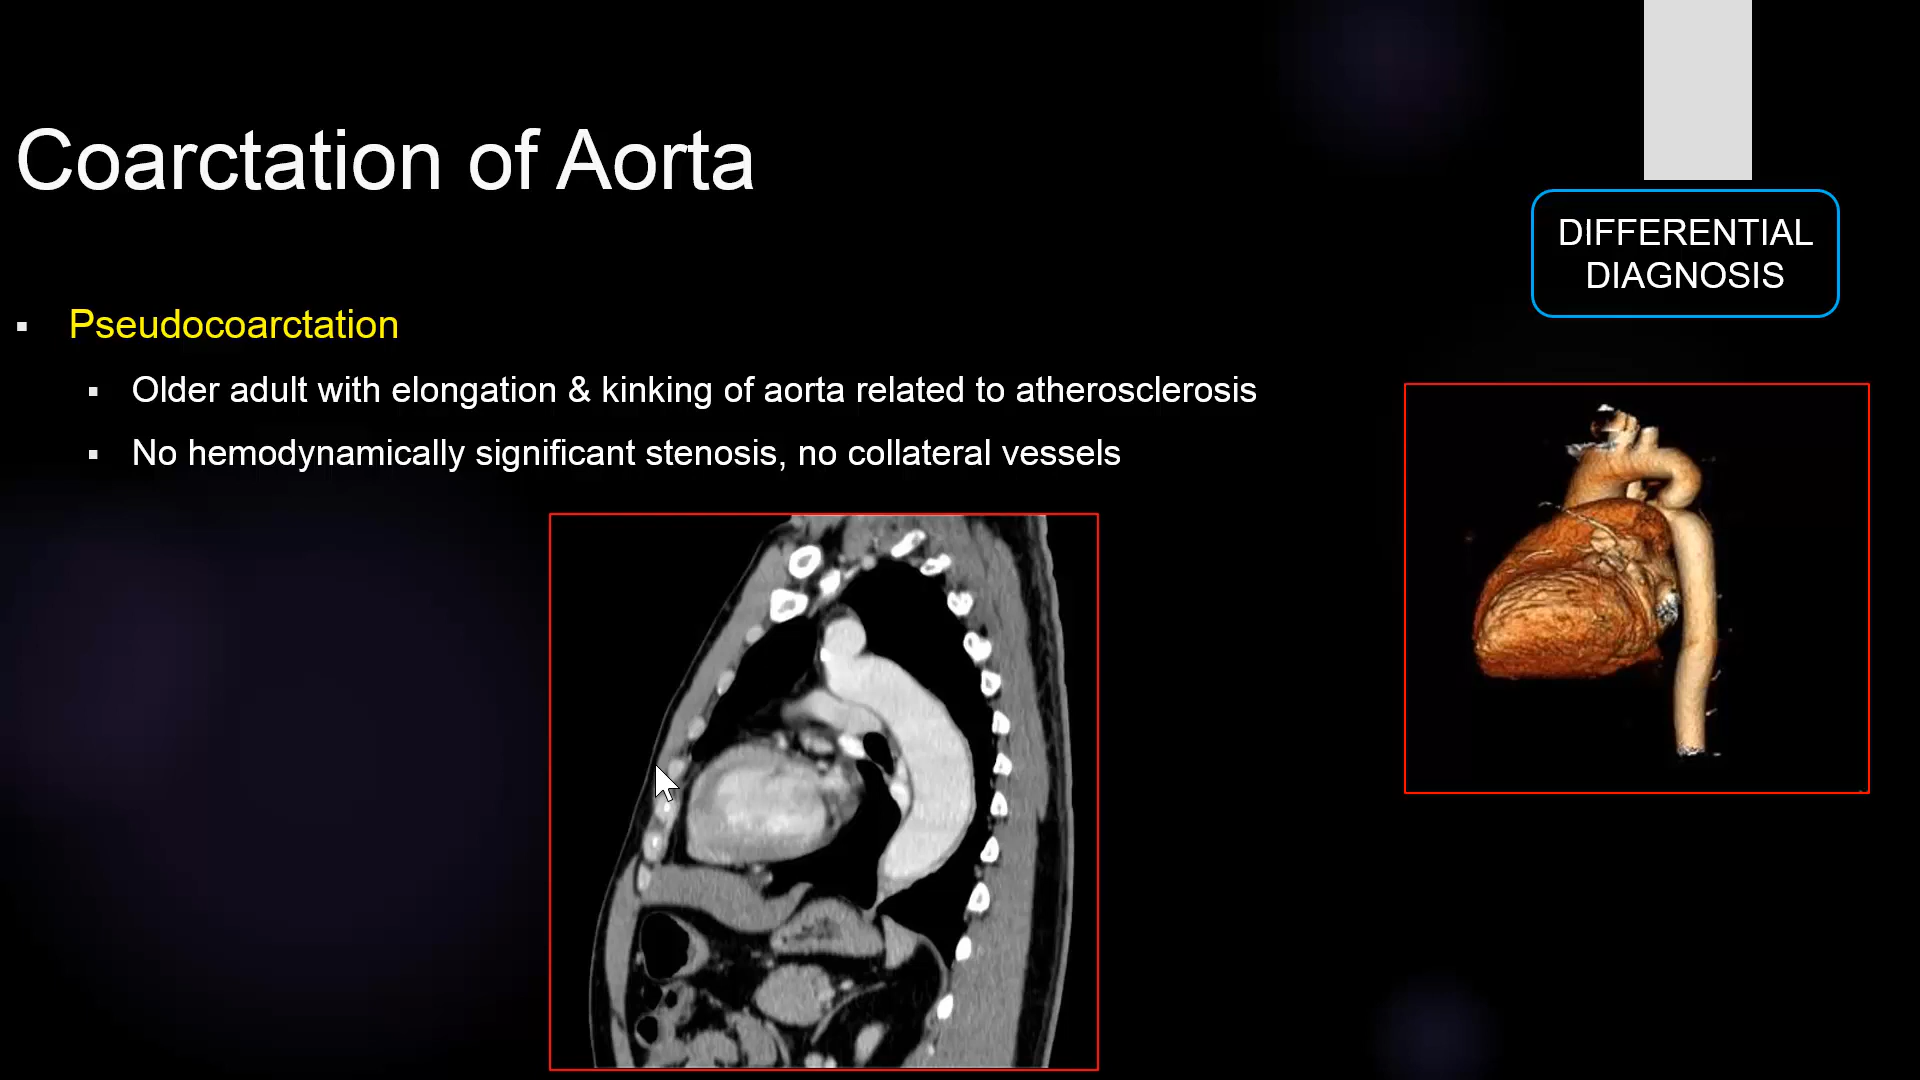 Coarctation of Aorta
DIFFERENTIAL
DIAGNOSIS
Pseudocoarctation
Older adult with elongation & kinking of aorta related to atherosclerosis
No hemodynamically significant stenosis, no collateral vessels